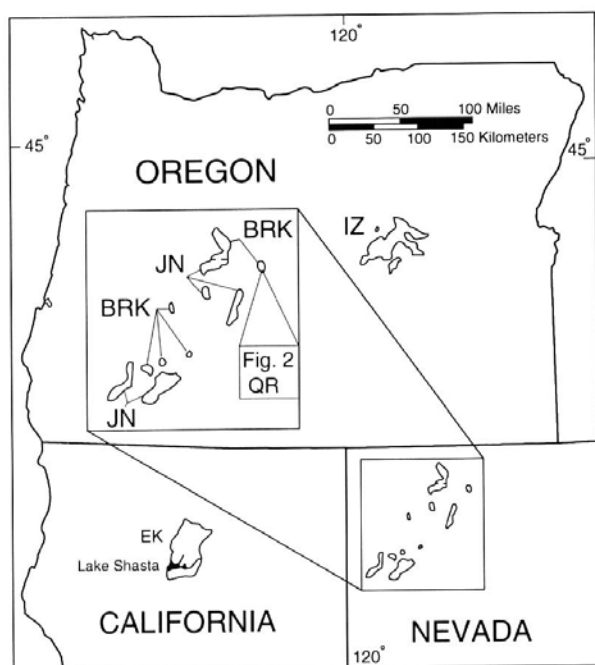 120°
0 50 100 Miles
0 50 100 150 Kilometers
45°
45°
OREGON
BRK
IZ
JN
BRK
Fig. 2
QR
JN
EK
Lake Shasta
CALIFORNIA
NEVADA
120°